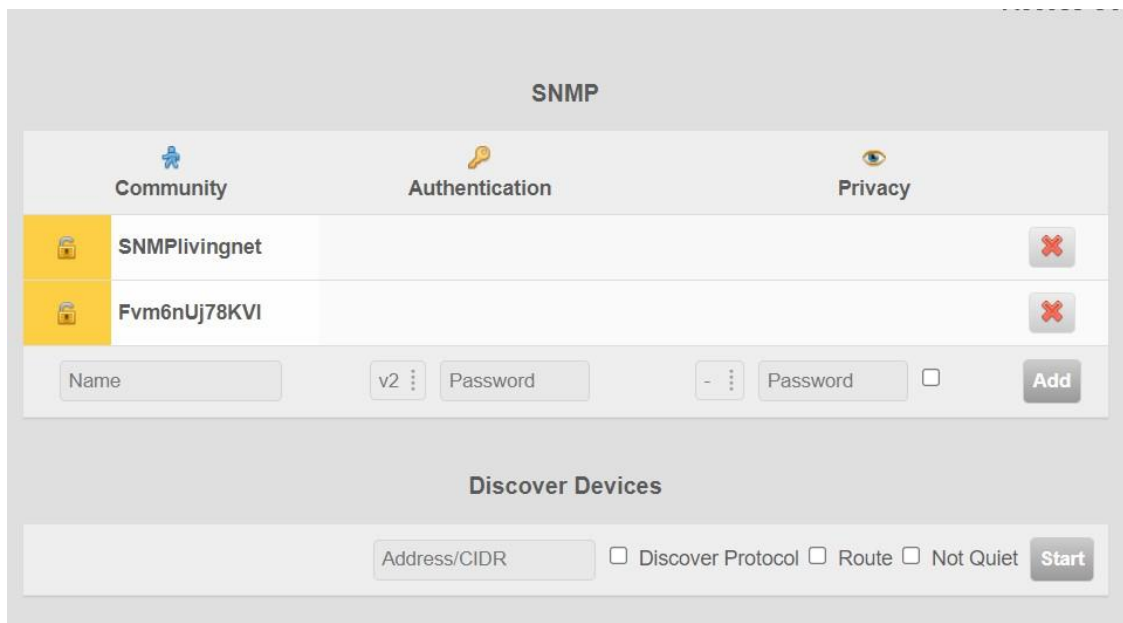 SNMP
Community Authentication Privacy
SNMPlivingnet
Fvm6nUj78KVI
Name v2 Password - Password Add
Discover Devices
Address/CIDR Discover Protocol Route Not Quiet Start